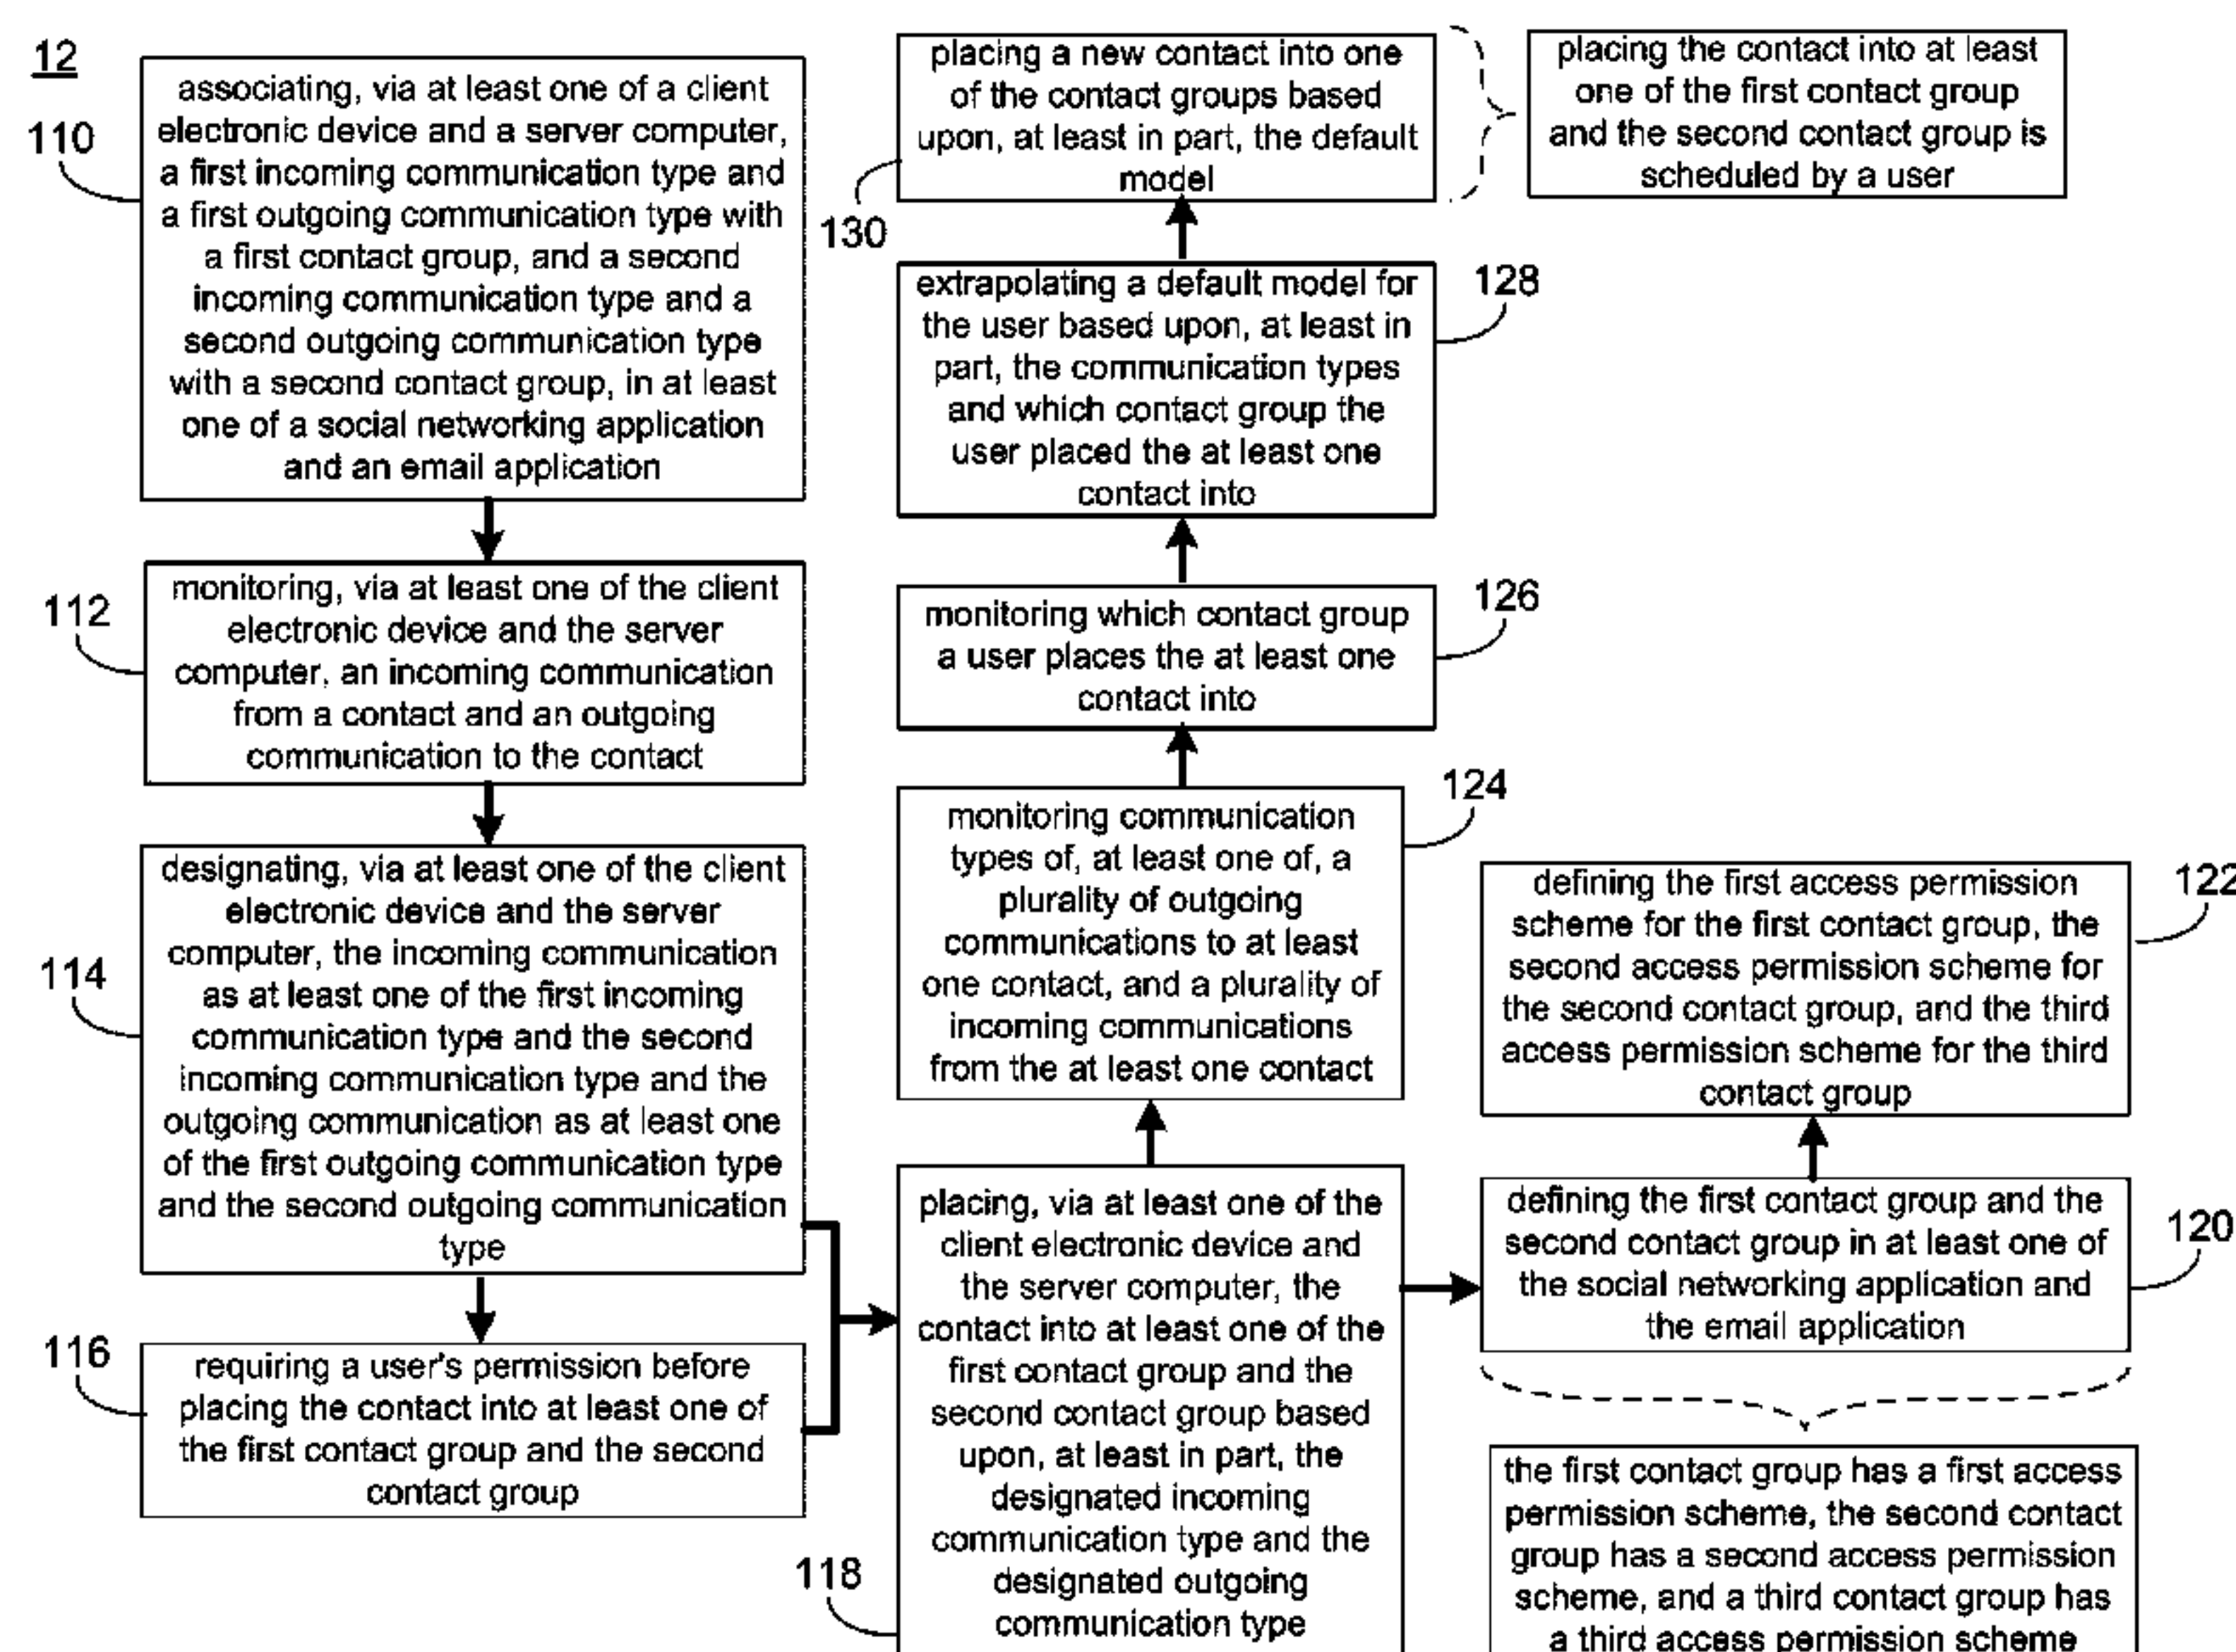 12
110
associating, via at least one of a client
electronic device and a server computer,
a first incoming communication type and
a first outgoing communication type with
a first contact group, and a second
incoming communication type and a
second outgoing communication type
with a second contact group, in at least
one of a social networking application
and an email application
112
monitoring, via at least one of the client
electronic device and the server
computer, an incoming communication
from a contact and an outgoing
communication to the contact
114
designating, via at least one of the client
electronic device and the server
computer, the incoming communication
as at least one of the first incoming
communication type and the second
incoming communication type and the
outgoing communication as at least one
of the first outgoing communication type
and the second outgoing communication
type
116
requiring a user's permission before
placing the contact into at least one of
the first contact group and the second
contact group
118
placing, via at least one of the
client electronic device and
the server computer, the
contact into at least one of the
first contact group and the
second contact group based
upon, at least in part, the
designated incoming
communication type and the
designated outgoing
communication type
120
defining the first contact group and the
second contact group in at least one of
the social networking application and
the email application
the first contact group has a first access
permission scheme, the second contact
group has a second access permission
scheme, and a third contact group has
a third access permission scheme
122
defining the first access permission
scheme for the first contact group, the
second access permission scheme for
the second contact group, and the third
access permission scheme for the third
contact group
124
monitoring communication
types of, at least one of, a
plurality of outgoing
communications to at least
one contact, and a plurality of
incoming communications
from the at least one contact
126
monitoring which contact group
a user places the at least one
contact into
128
extrapolating a default model for
the user based upon, at least in
part, the communication types
and which contact group the
user placed the at least one
contact into
130
placing a new contact into one
of the contact groups based
upon, at least in part, the default
model
placing the contact into at least
one of the first contact group
and the second contact group is
scheduled by a user